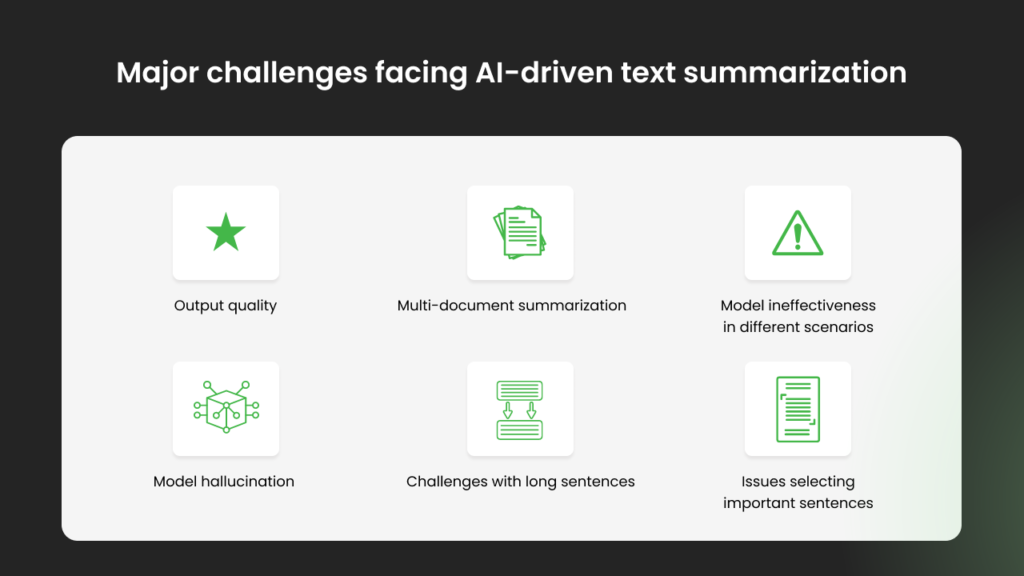 Major challenges facing AI-driven text summarization
Output quality
Multi-document summarization
Model ineffectiveness
in different scenarios
Model hallucination
Challenges with long sentences
Issues selecting
important sentences